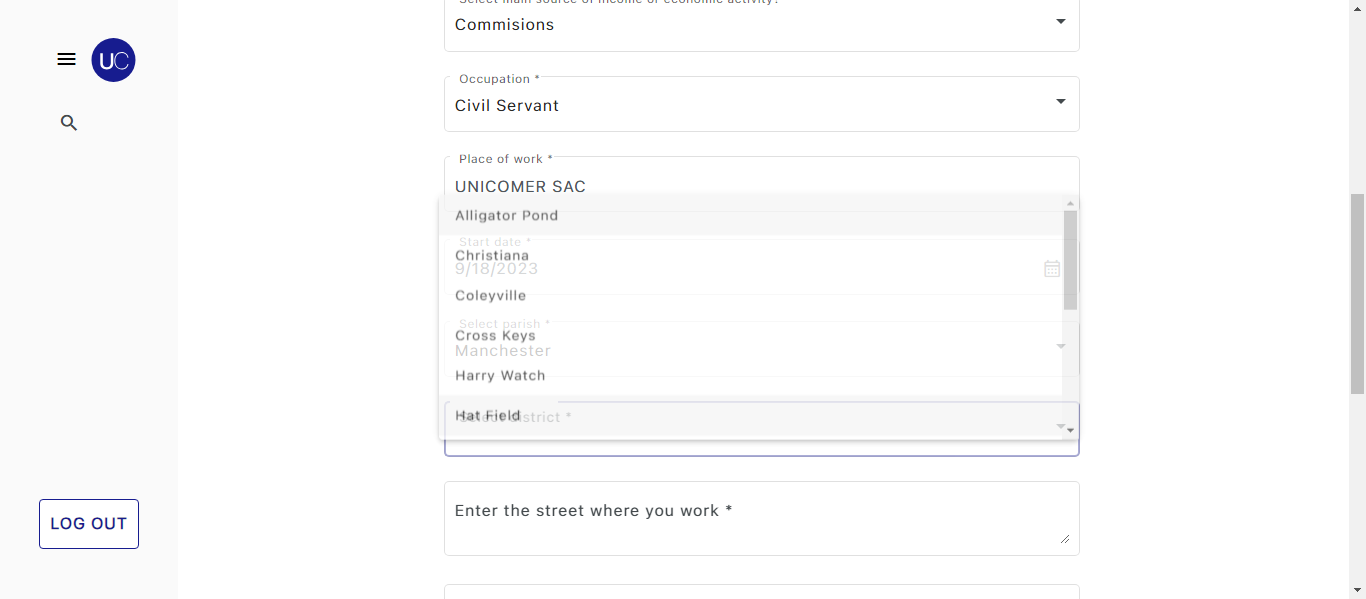 Select main source of income or economic activity?
Commisions
UC
Occupation *
Civil Servant
Place of work *
UNICOMER SAC
Alligator Pond
Start date *
Christiana
9/18/2023
Coleyville
Select parish *
Cross Keys
Manchester
Harry Watch
Hat Field
Select district *
LOG OUT
Enter the street where you work *